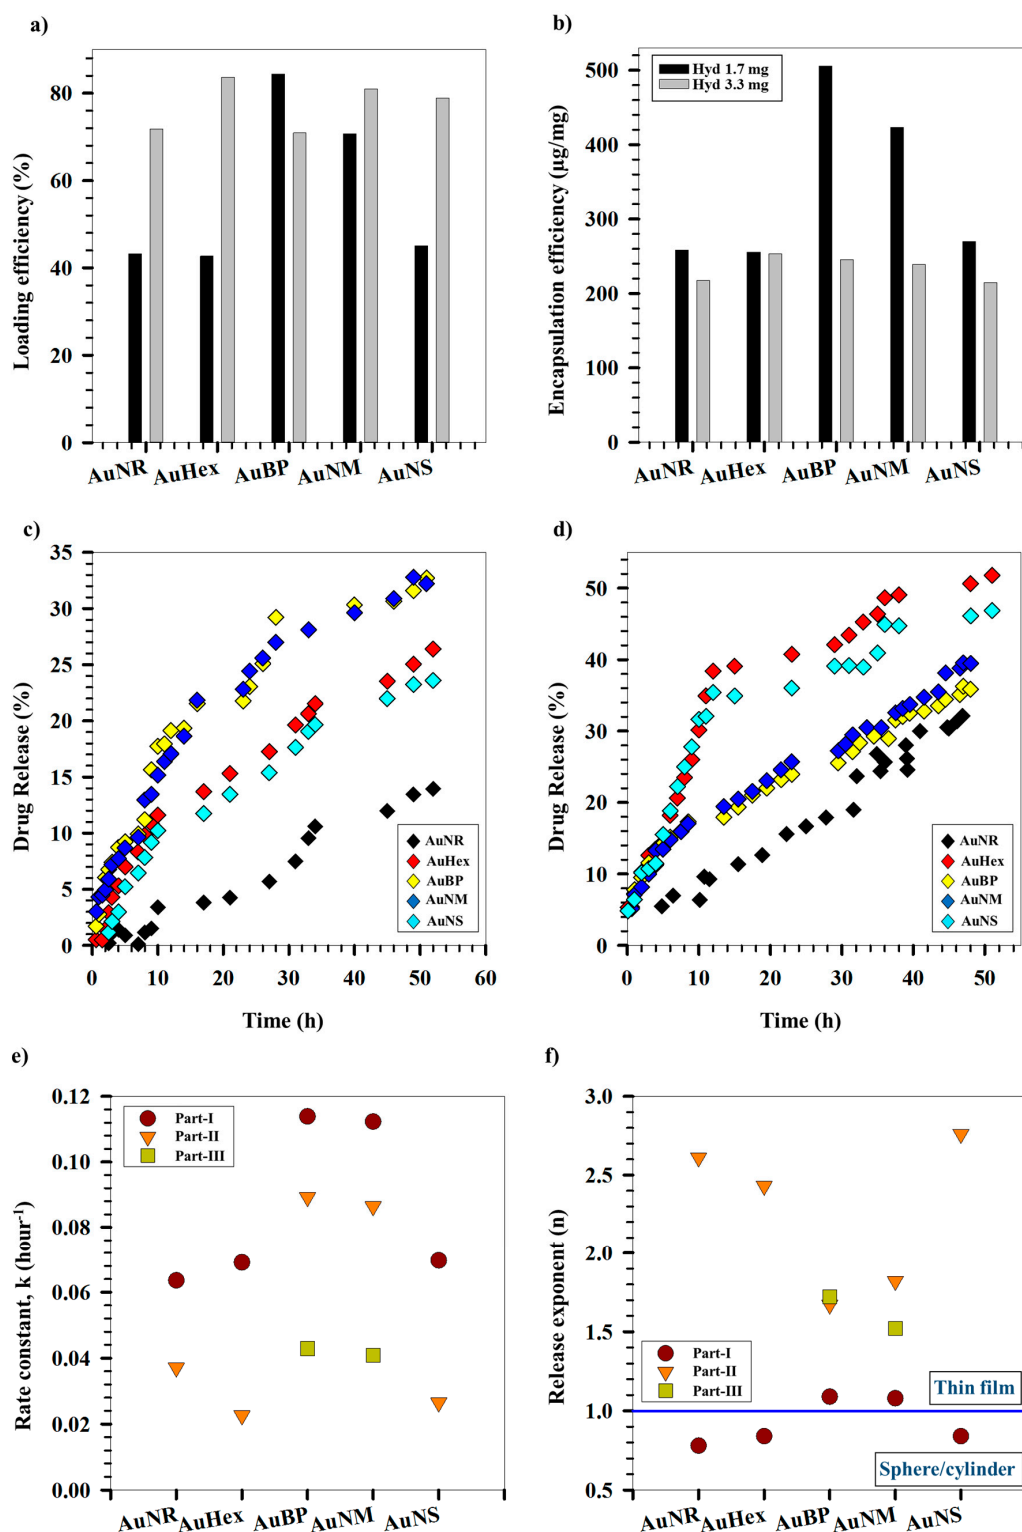 a)
Loading efficiency (%)
80
60
40
20
0
AuNR AuHex AuBP AuNM AuNS
b)
Encapsulation efficiency (µg/mg)
500
400
300
200
100
0
Hyd 1.7 mg
Hyd 3.3 mg
AuNR AuHex AuBP AuNM AuNS
c)
Drug Release (%)
35
30
25
20
15
10
5
0
0 10 20 30 40 50 60
Time (h)
AuNR
AuHex
AuBP
AuNM
AuNS
d)
Drug Release (%)
50
40
30
20
10
0
0 10 20 30 40 50
Time (h)
AuNR
AuHex
AuBP
AuNM
AuNS
e)
Rate constant, k (hour-1)
0.12
0.10
0.08
0.06
0.04
0.02
0.00
Part-I
Part-II
Part-III
AuNR AuHex AuBP AuNM AuNS
f)
Release exponent (n)
3.0
2.5
2.0
1.5
1.0
0.5
Part-I
Part-II
Part-III
Thin film
Sphere/cylinder
AuNR AuHex AuBP AuNM AuNS